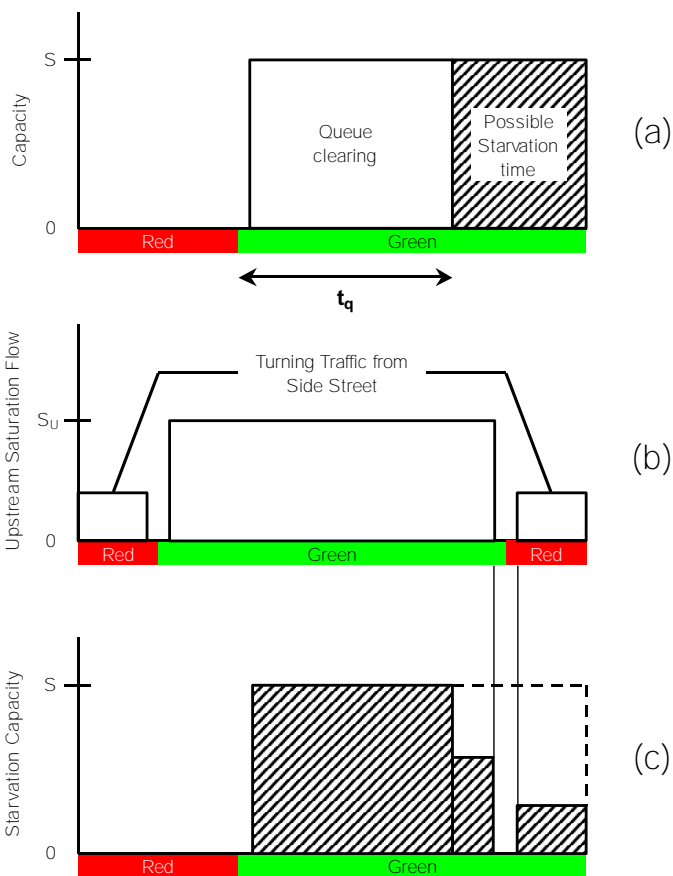 Capacity
S
0
Queue
clearing
Possible
Starvation
time
(a)
Red
Green
tq
Upstream Saturation Flow
SU
0
Turning Traffic from
Side Street
(b)
Red
Green
Red
Starvation Capacity
S
0
(c)
Red
Green